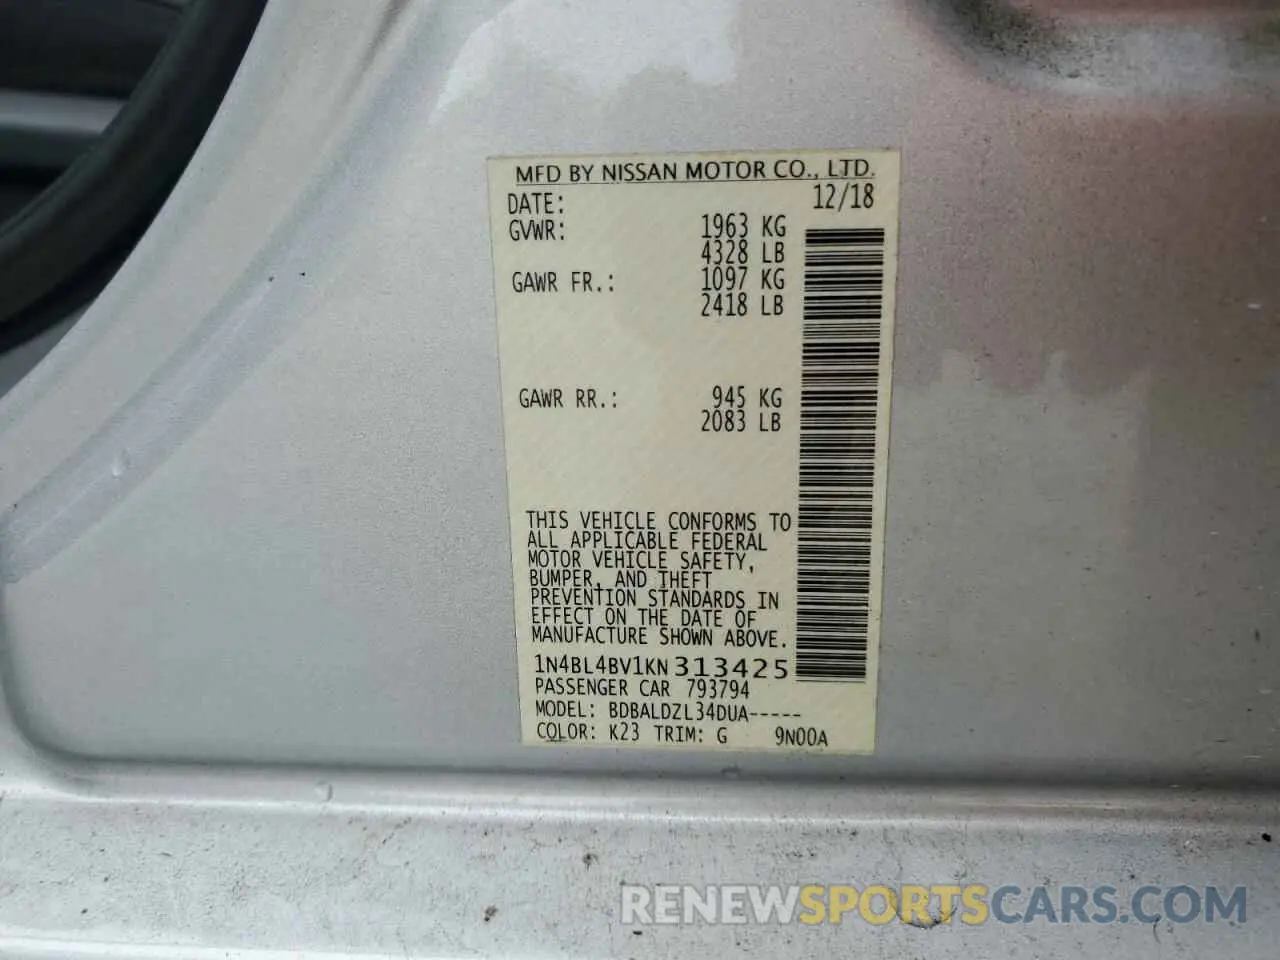 MFD BY NISSAN MOTOR CO., LTD.
DATE: 12/18
GVWR: 1963 KG
4328 LB
GAWR FR.: 1097 KG
2418 LB
GAWR RR.: 945 KG
2083 LB
THIS VEHICLE CONFORMS TO
ALL APPLICABLE FEDERAL
MOTOR VEHICLE SAFETY,
BUMPER, AND THEFT
PREVENTION STANDARDS IN
EFFECT ON THE DATE OF
MANUFACTURE SHOWN ABOVE.
1N4BL4BV1KN313425
PASSENGER CAR 793794
MODEL: BDBALDZL34DUA-----
COLOR: K23 TRIM: G 9N00A
RENEWSPORTSCARS.COM